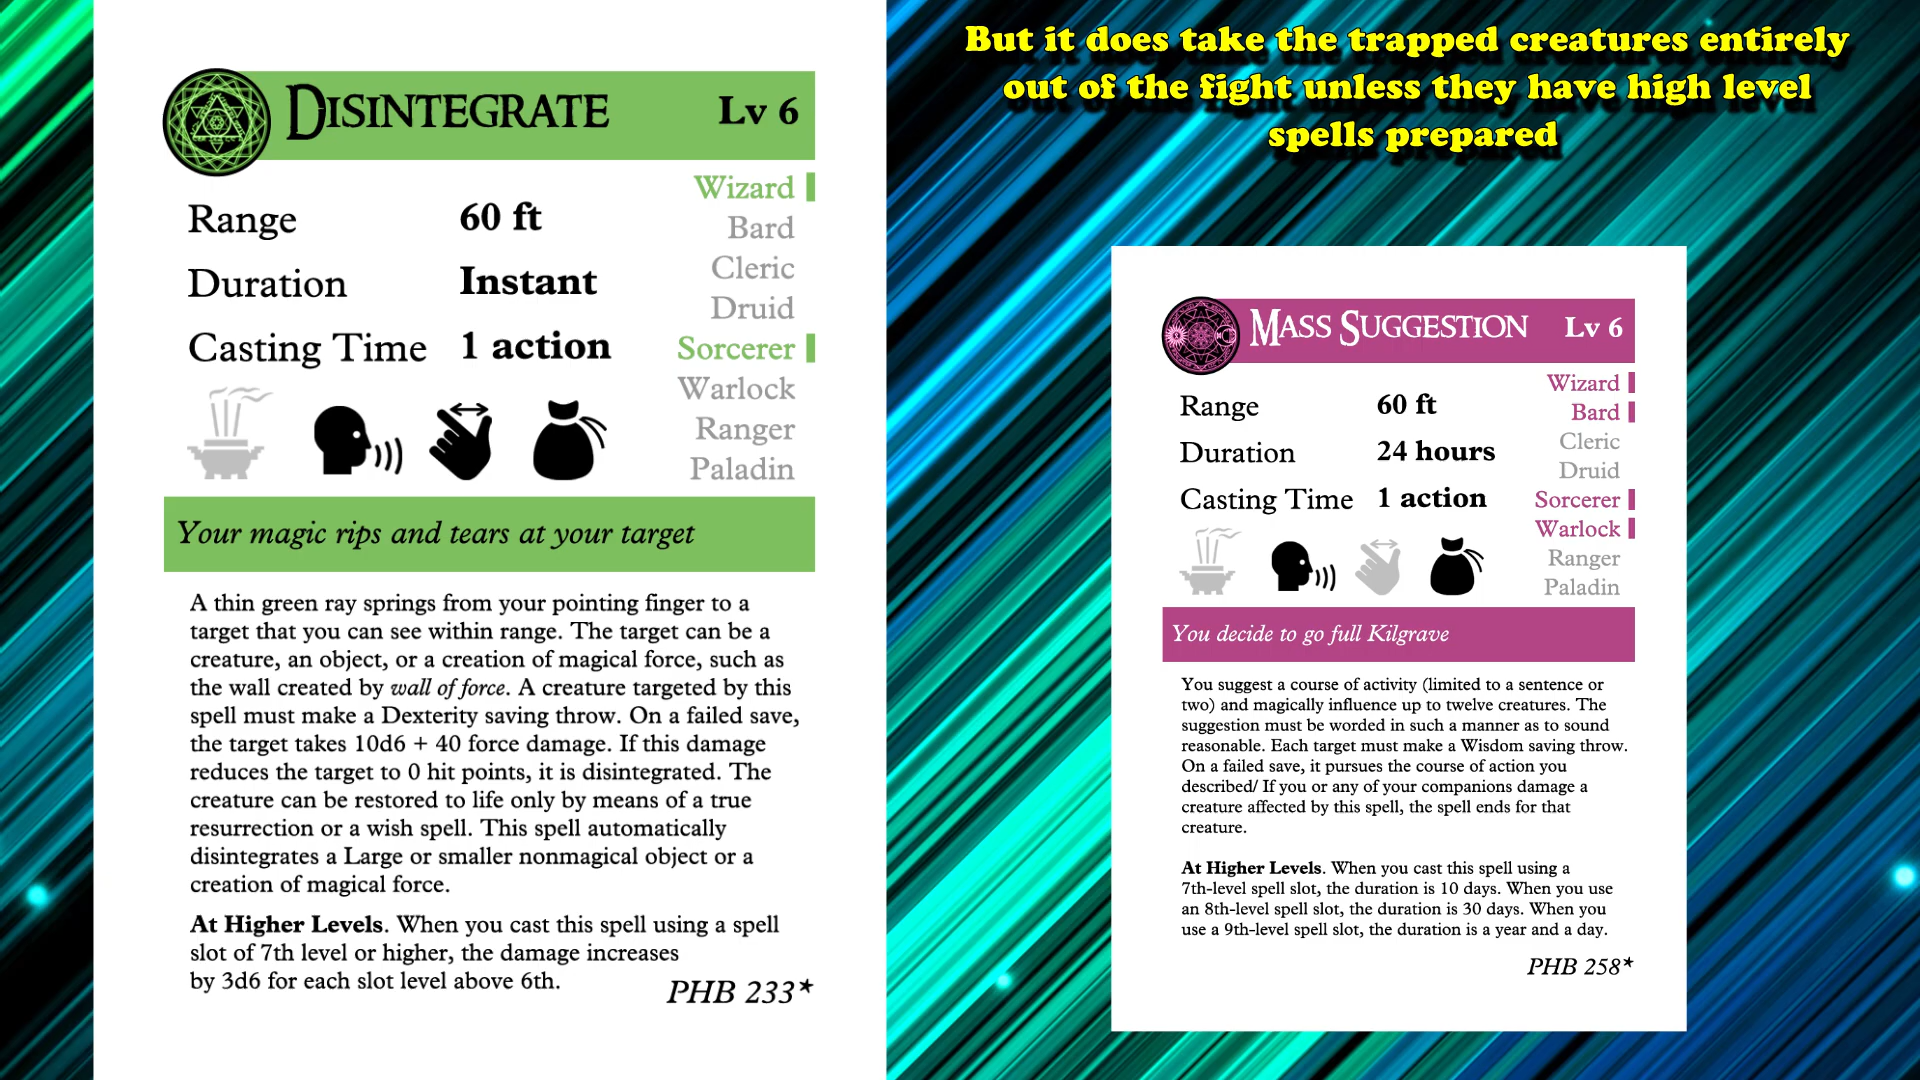 DISINTEGRATE Lv 6
Wizard
Bard
Cleric
Druid
Sorcerer
Warlock
Ranger
Paladin
Range 60 ft
Duration Instant
Casting Time 1 action
Your magic rips and tears at your target
A thin green ray springs from your pointing finger to a
target that you can see within range. The target can be a
creature, an object, or a creation of magical force, such as
the wall created by wall of force. A creature targeted by this
spell must make a Dexterity saving throw. On a failed save,
the target takes 10d6 + 40 force damage. If this damage
reduces the target to 0 hit points, it is disintegrated. The
creature can be restored to life only by means of a true
resurrection or a wish spell. This spell automatically
disintegrates a Large or smaller nonmagical object or a
creation of magical force.
At Higher Levels. When you cast this spell using a spell
slot of 7th level or higher, the damage increases
by 3d6 for each slot level above 6th.
PHB 233*
But it does take the trapped creatures entirely
out of the fight unless they have high level
spells prepared
MASS SUGGESTION Lv 6
Wizard
Bard
Cleric
Druid
Sorcerer
Warlock
Ranger
Paladin
Range 60 ft
Duration 24 hours
Casting Time 1 action
You decide to go full Kilgrave
You suggest a course of activity (limited to a sentence or
two) and magically influence up to twelve creatures. The
suggestion must be worded in such a manner as to sound
reasonable. Each target must make a Wisdom saving throw.
On a failed save, it pursues the course of action you
described/ If you or any of your companions damage a
creature affected by this spell, the spell ends for that
creature.
At Higher Levels. When you cast this spell using a
7th-level spell slot, the duration is 10 days. When you use
an 8th-level spell slot, the duration is 30 days. When you
use a 9th-level spell slot, the duration is a year and a day.
PHB 258*